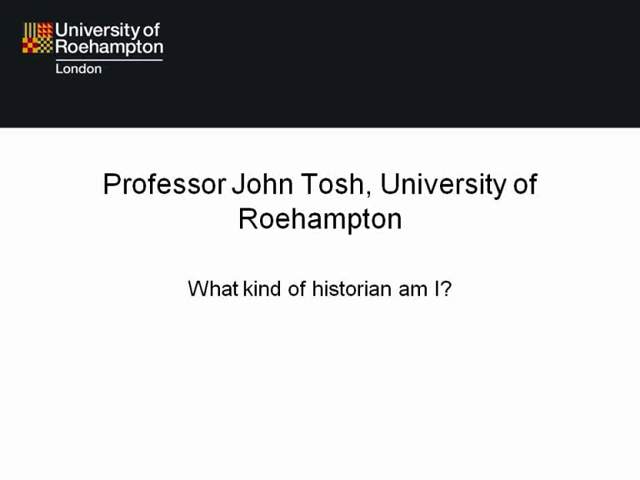 University of
Roehampton
London
Professor John Tosh, University of
Roehampton
What kind of historian am I?